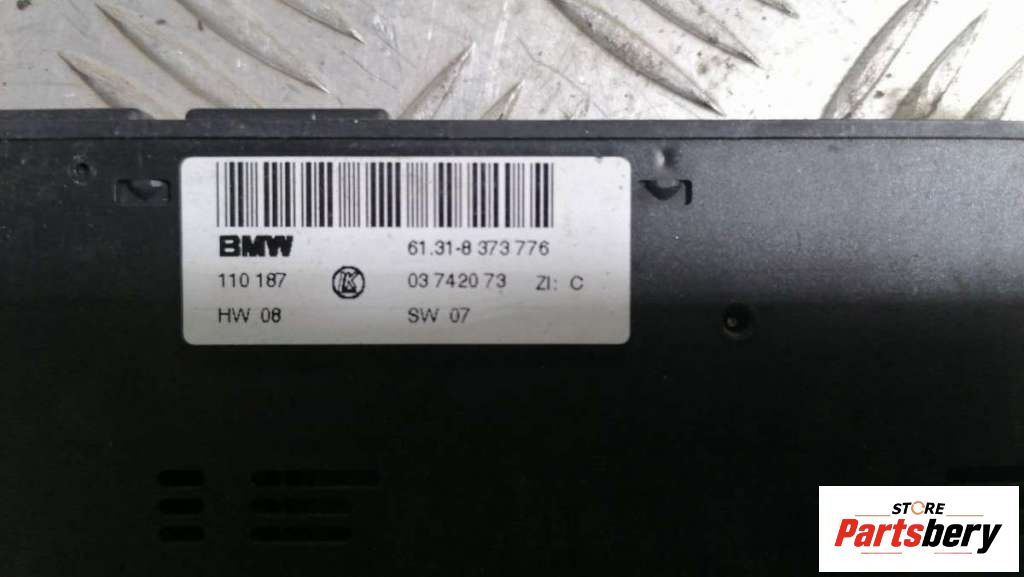 BMW 61.31-8 373 776
110 187 K 03 7420 73 ZI: C
HW 08 SW 07
STORE
Partsbery